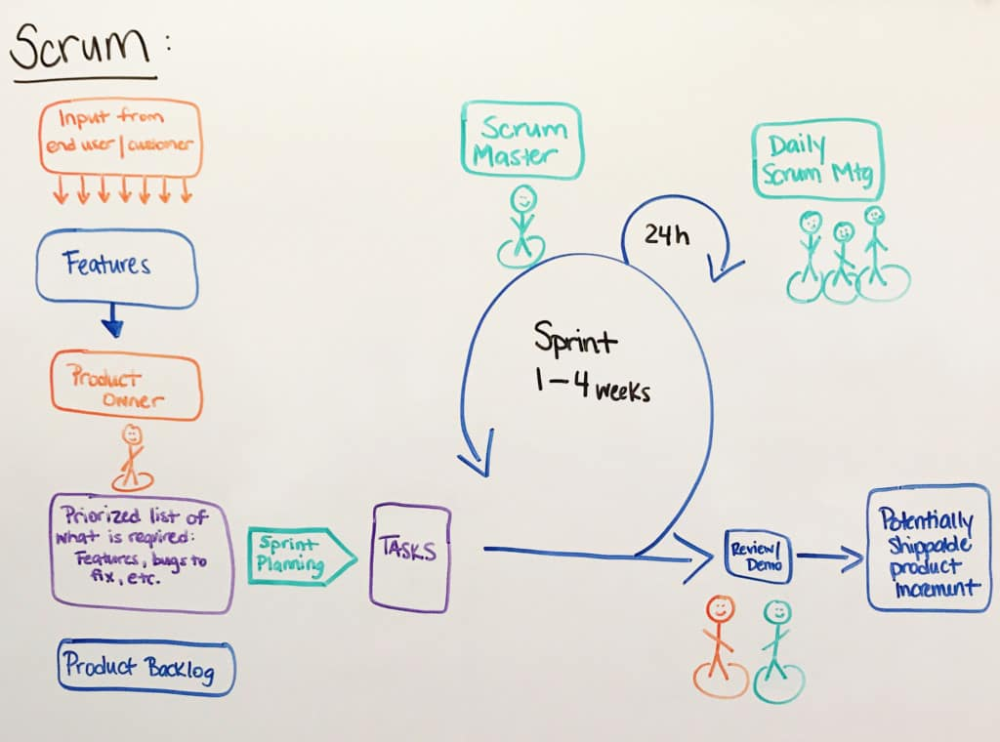 Scrum:
Input from
end user/customer
Features
Product
Owner
Priorized list of
what is required:
Features, bugs to
fix, etc.
Product Backlog
Sprint
Planning
TASKS
Scrum
Master
24h
Daily
Scrum Mtg
Sprint
1-4 weeks
Review/
Demo
Potentially
Shippable
product
increment